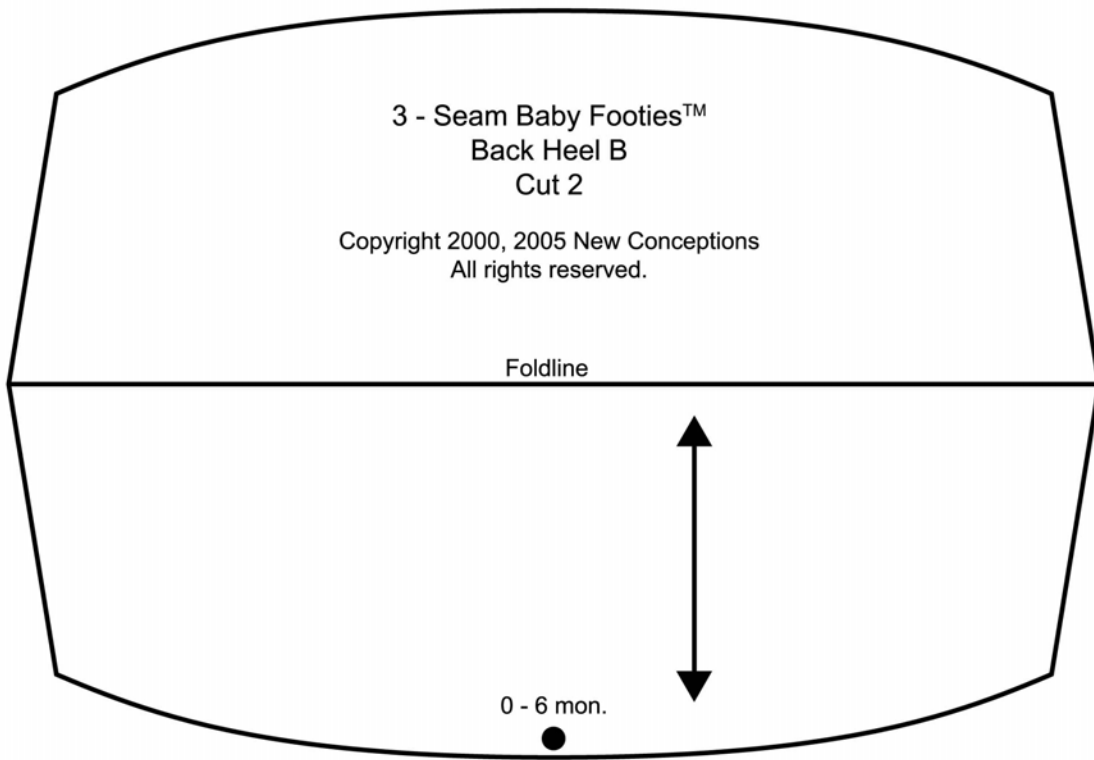 3 - Seam Baby Footies™
Back Heel B
Cut 2
Copyright 2000, 2005 New Conceptions
All rights reserved.
Foldline
0 - 6 mon.